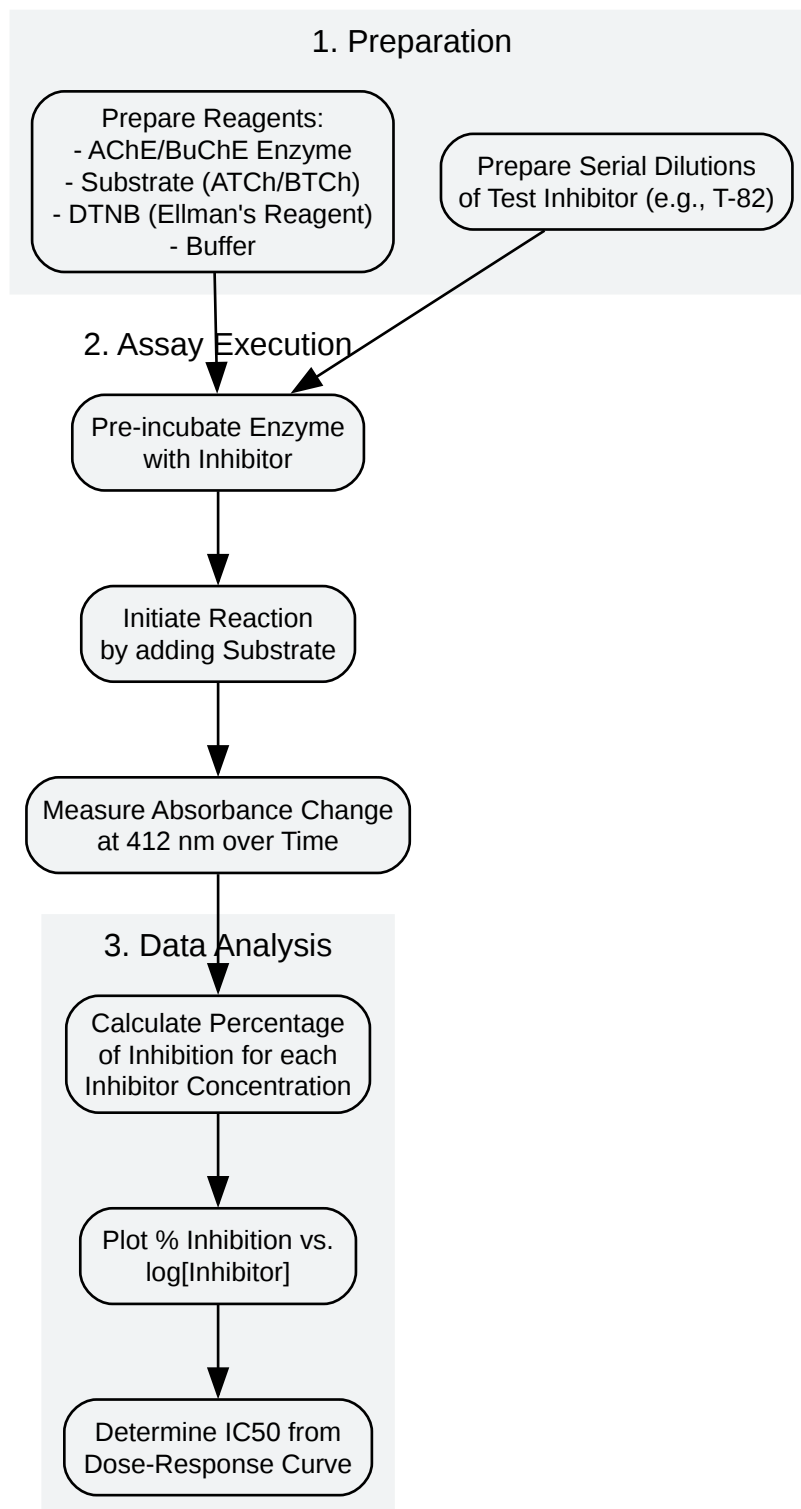 1. Preparation
Prepare Reagents:
- AChE/BuChE Enzyme
- Substrate (ATCh/BTCh)
- DTNB (Ellman's Reagent)
- Buffer
Prepare Serial Dilutions
of Test Inhibitor (e.g., T-82)
2. Assay Execution
Pre-incubate Enzyme
with Inhibitor
Initiate Reaction
by adding Substrate
Measure Absorbance Change
at 412 nm over Time
3. Data Analysis
Calculate Percentage
of Inhibition for each
Inhibitor Concentration
Plot % Inhibition vs.
log[Inhibitor]
Determine IC50 from
Dose-Response Curve